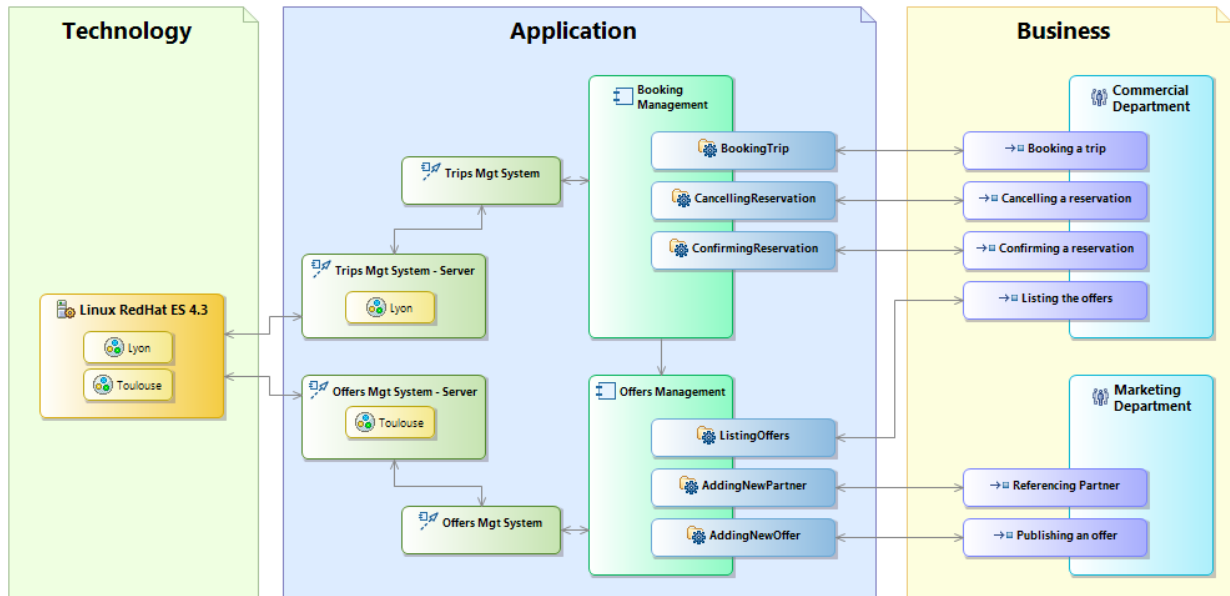 Technology
Linux RedHat ES 4.3
Lyon
Toulouse
Application
Trips Mgt System
Trips Mgt System - Server
Lyon
Offers Mgt System - Server
Toulouse
Offers Mgt System
Booking
Management
BookingTrip
CancellingReservation
ConfirmingReservation
Offers Management
ListingOffers
AddingNewPartner
AddingNewOffer
Business
Commercial
Department
Booking a trip
Cancelling a reservation
Confirming a reservation
Listing the offers
Marketing
Department
Referencing Partner
Publishing an offer